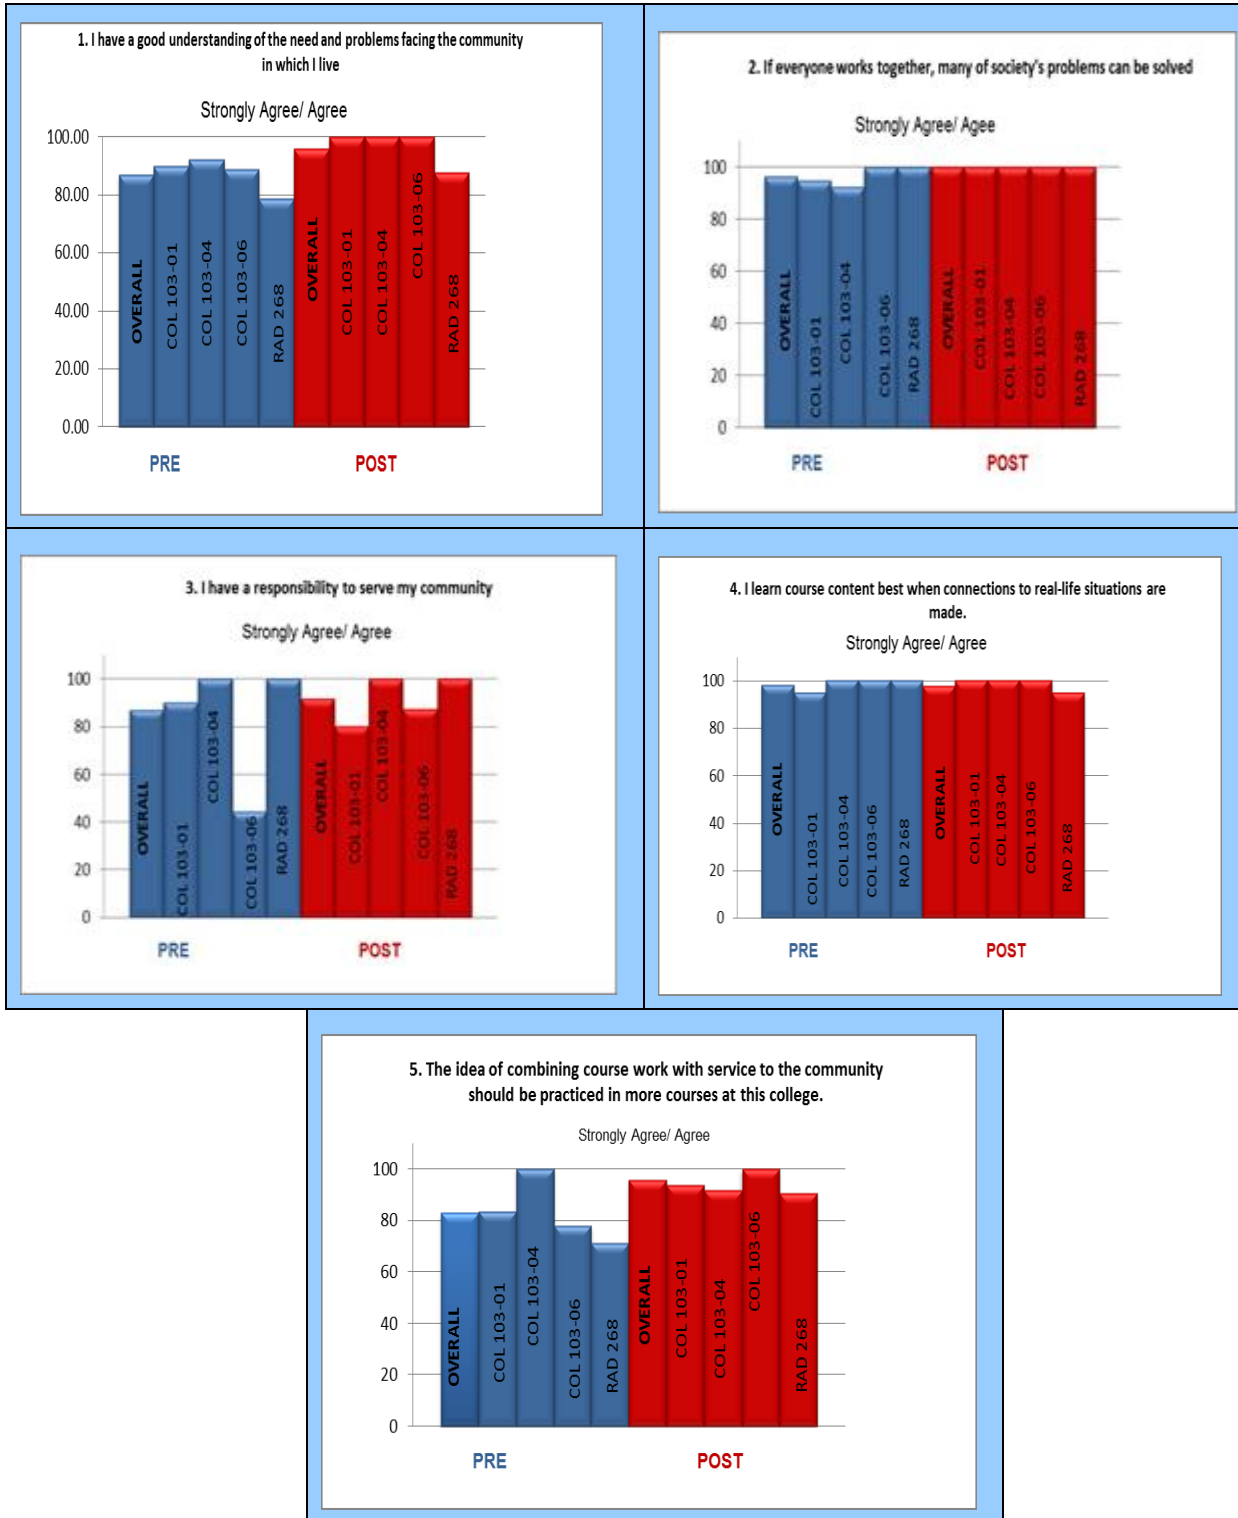 1. I have a good understanding of the need and problems facing the community
in which I live
Strongly Agree/ Agree
100.00
80.00
60.00
40.00
20.00
0.00
OVERALL
COL 103-01
COL 103-04
COL 103-06
RAD 268
OVERALL
COL 103-01
COL 103-04
COL 103-06
RAD 268
PRE
POST
2. If everyone works together, many of society's problems can be solved
Strongly Agree/ Agee
100
80
60
40
20
0
OVERALL
COL 103-01
COL 103-04
COL 103-06
RAD 268
OVERALL
COL 103-01
COL 103-04
COL 103-06
RAD 268
PRE
POST
3. I have a responsibility to serve my community
Strongly Agree/ Agree
100
80
60
40
20
0
OVERALL
COL 103-01
COL 103-04
COL 103-06
RAD 268
OVERALL
COL 103-01
COL 103-04
COL 103-06
RAD 268
PRE
POST
4. I learn course content best when connections to real-life situations are
made.
Strongly Agree/ Agree
100
80
60
40
20
0
OVERALL
COL 103-01
COL 103-04
COL 103-06
RAD 268
OVERALL
COL 103-01
COL 103-04
COL 103-06
RAD 268
PRE
POST
5. The idea of combining course work with service to the community
should be practiced in more courses at this college.
Strongly Agree/ Agree
100
80
60
40
20
0
OVERALL
COL 103-01
COL 103-04
COL 103-06
RAD 268
OVERALL
COL 103-01
COL 103-04
COL 103-06
RAD 268
PRE
POST